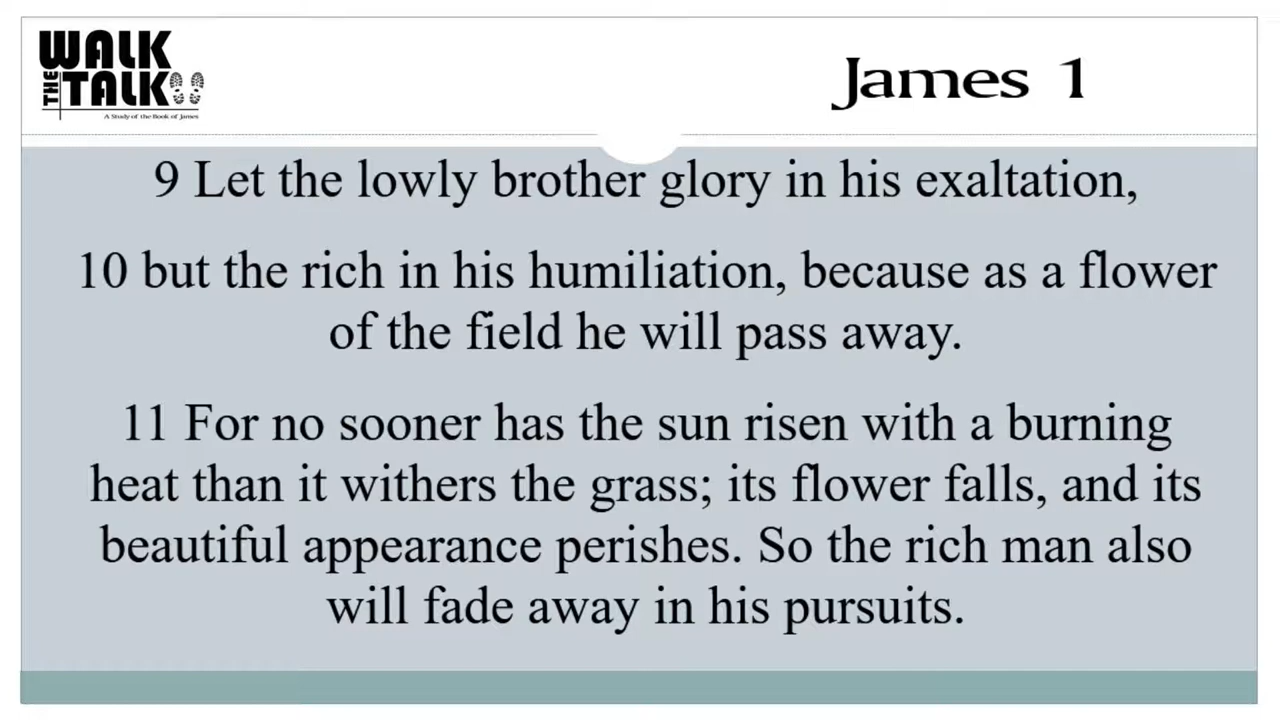 WALK
THE TALK
A Study of the Book of James
James 1
9 Let the lowly brother glory in his exaltation,
10 but the rich in his humiliation, because as a flower
of the field he will pass away.
11 For no sooner has the sun risen with a burning
heat than it withers the grass; its flower falls, and its
beautiful appearance perishes. So the rich man also
will fade away in his pursuits.